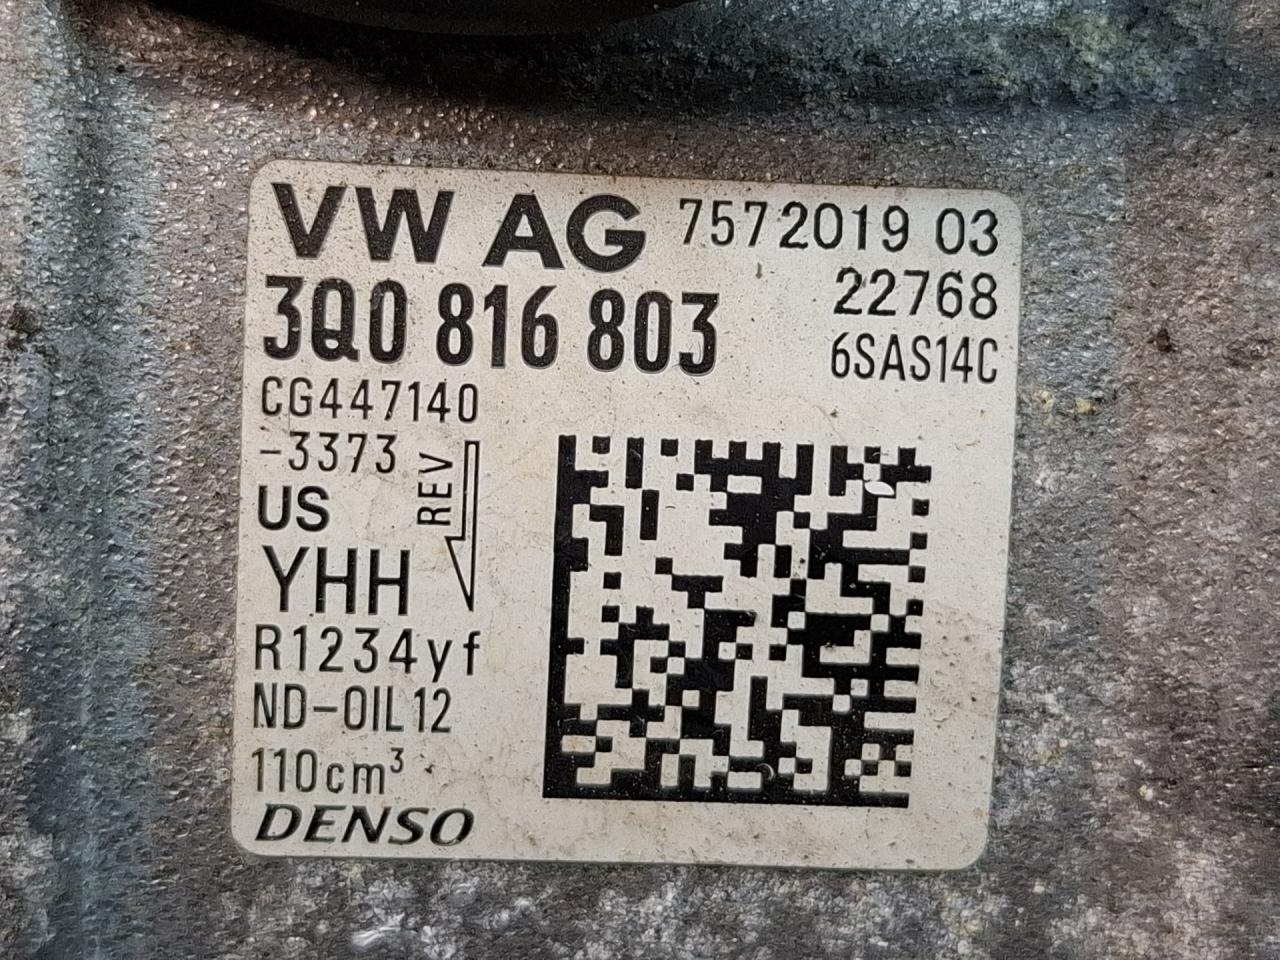 VW AG 7572019 03
3Q0 816 803 22768
6SAS14C
CG447140
-3373
REV
US
YHH
R1234yf
ND-OIL12
110cm³
DENSO